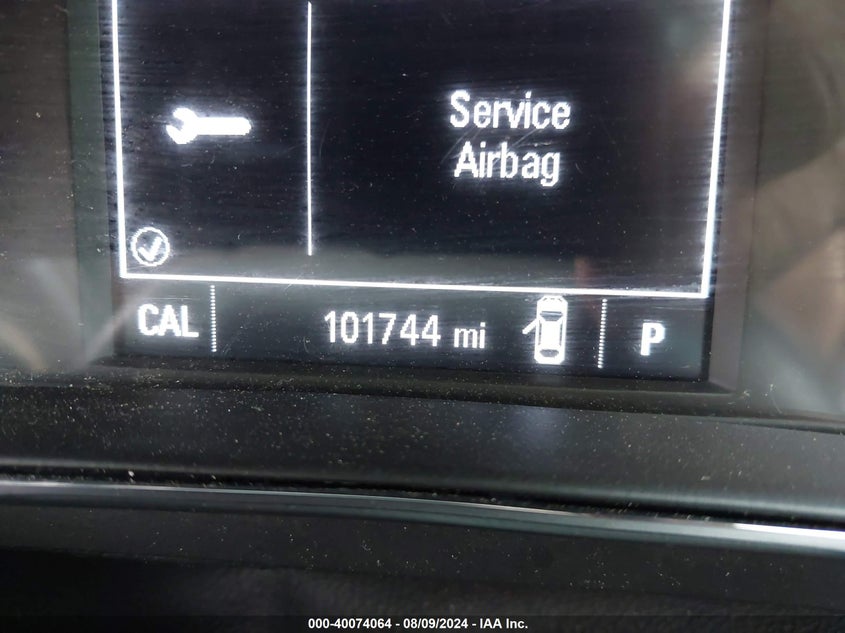 Service
Airbag
CAL 101744 mi P
000-40074064 - 08/09/2024 - IAA Inc.